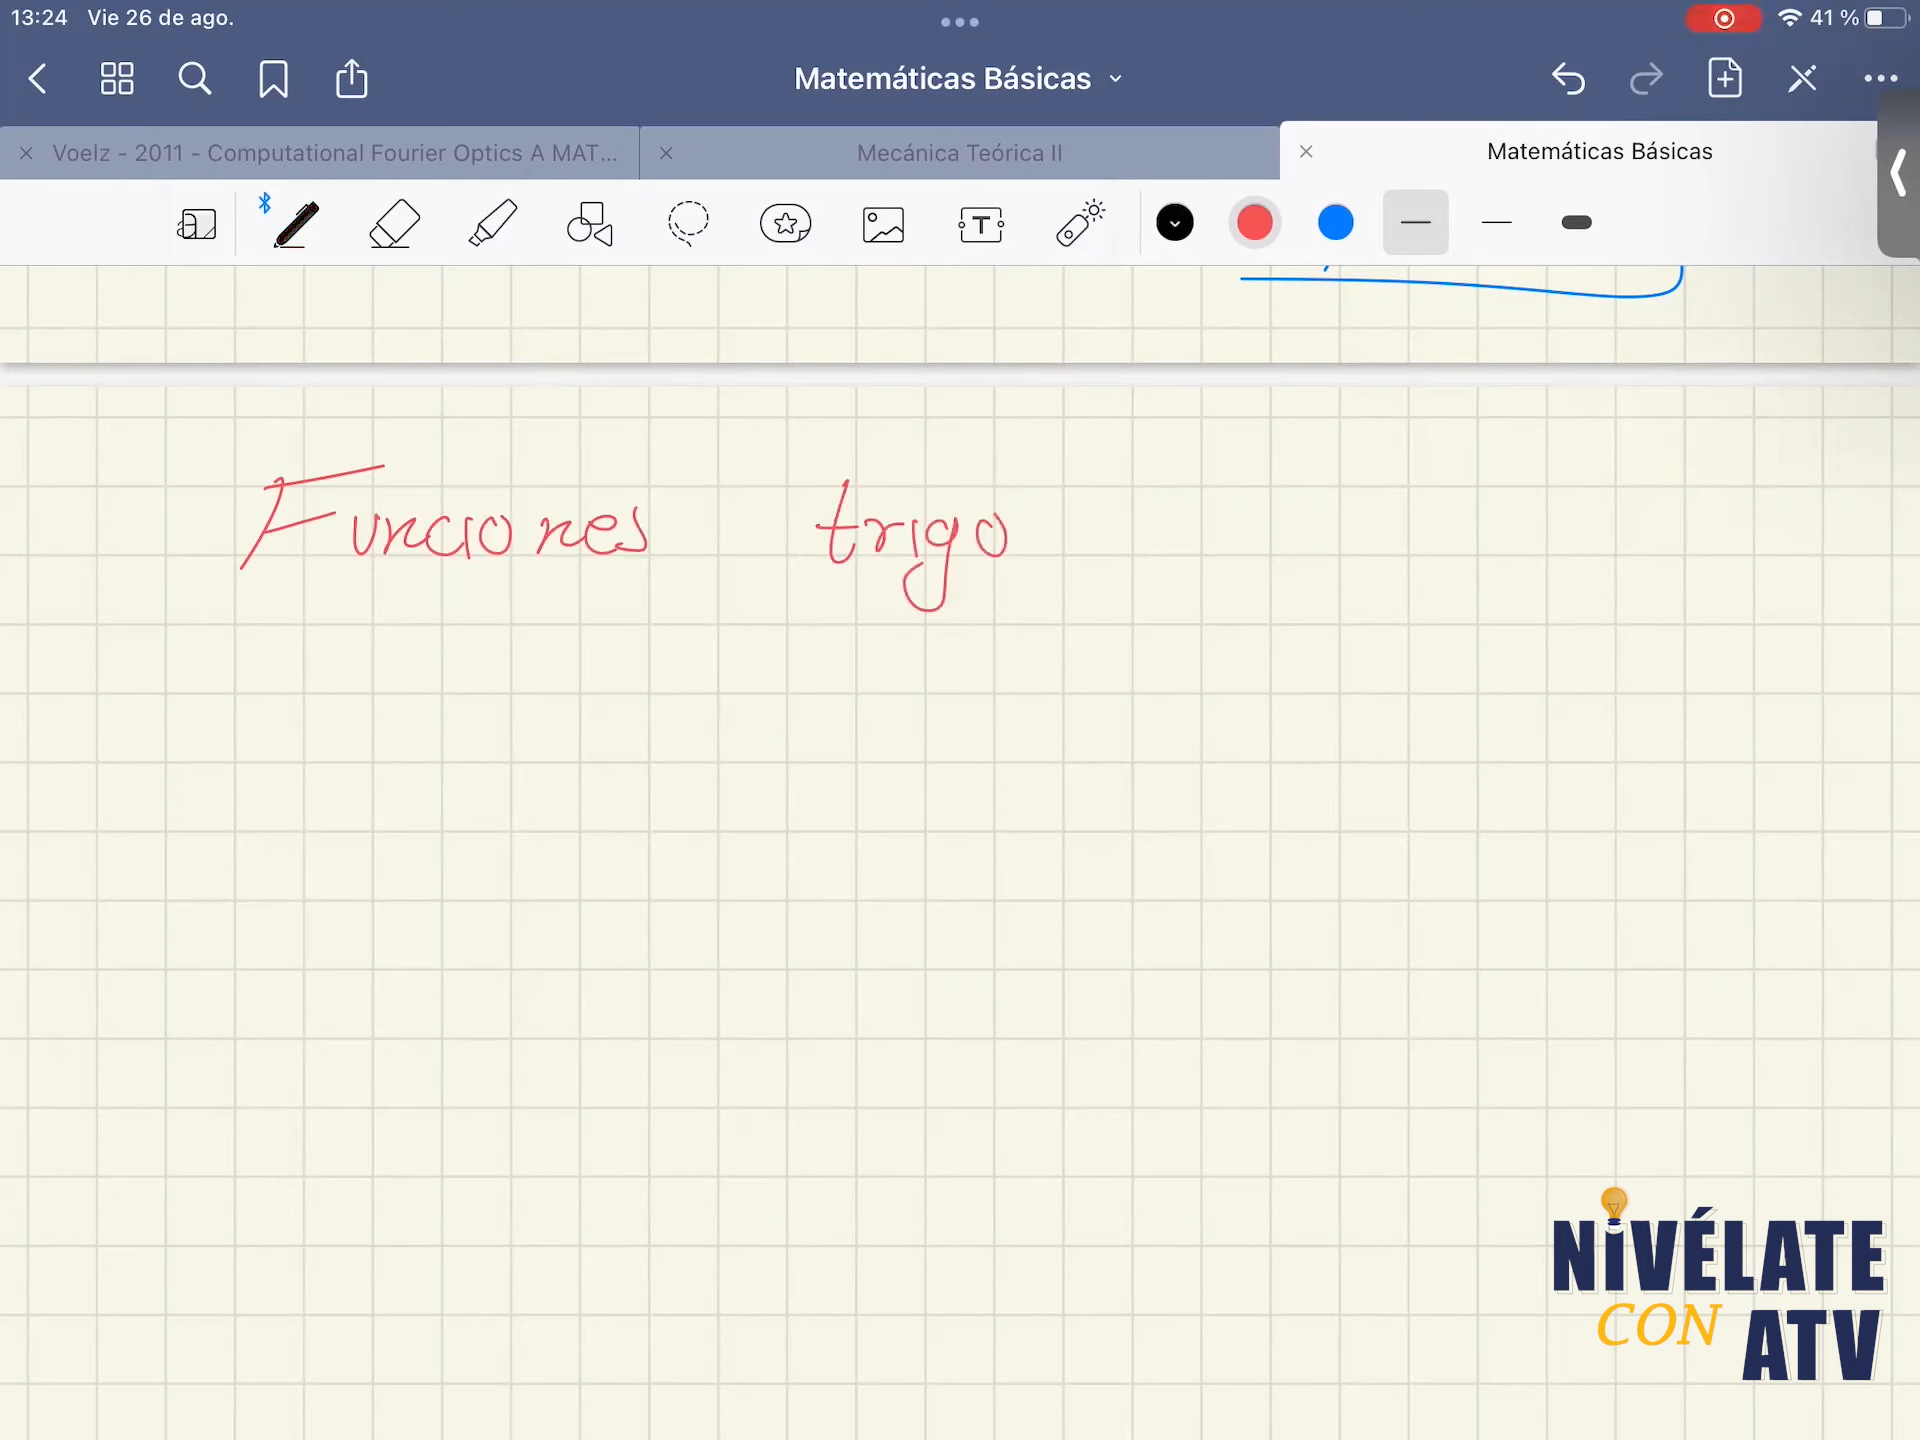 13:24 Vie 26 de ago. 41 %
Matemáticas Básicas
Voelz - 2011 - Computational Fourier Optics A MAT... Mecánica Teórica II Matemáticas Básicas
Funciones trigo
NIVÉLATE
CON
ATV